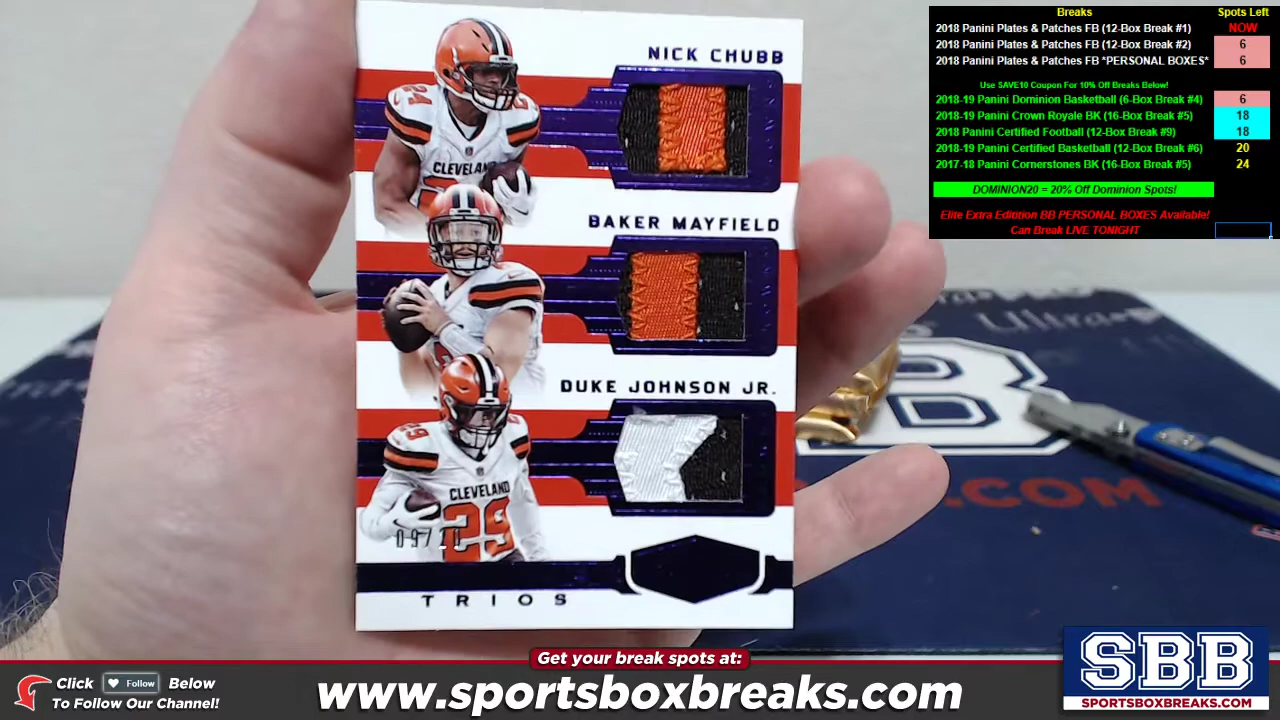 NICK CHUBB
24
CLEVELAND
BAKER MAYFIELD
DUKE JOHNSON JR.
29
CLEVELAND
29
TRIOS
Breaks Spots Left
2018 Panini Plates & Patches FB (12-Box Break #1) NOW
2018 Panini Plates & Patches FB (12-Box Break #2) 6
2018 Panini Plates & Patches FB *PERSONAL BOXES* 6
Use SAVE10 Coupon For 10% Off Breaks Below!
2018-19 Panini Dominion Basketball (6-Box Break #4) 6
2018-19 Panini Crown Royale BK (16-Box Break #5) 18
2018 Panini Certified Football (12-Box Break #9) 18
2018-19 Panini Certified Basketball (12-Box Break #6) 20
2017-18 Panini Cornerstones BK (16-Box Break #5) 24
DOMINION20 = 20% Off Dominion Spots!
Elite Extra Edition BB PERSONAL BOXES Available!
Can Break LIVE TONIGHT
B
.COM
Get your break spots at:
Click Follow Below
To Follow Our Channel!
www.sportsboxbreaks.com
SBB
SPORTSBOXBREAKS.COM